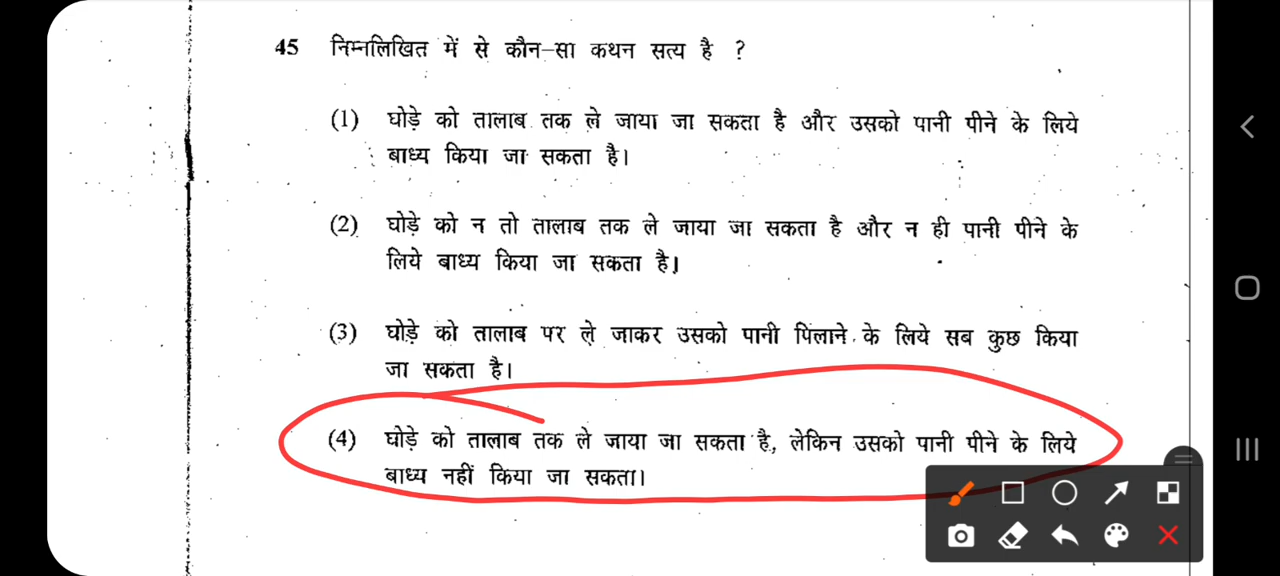 45 निम्नलिखित में से कौन-सा कथन सत्य है ?
(1) घोड़े को तालाब तक ले जाया जा सकता है और उसको पानी पीने के लिये
बाध्य किया जा सकता है।
(2) घोड़े को न तो तालाब तक ले जाया जा सकता है और न ही पानी पीने के
लिये बाध्य किया जा सकता है।
(3) घोड़े को तालाब पर ले जाकर उसको पानी पिलाने के लिये सब कुछ किया
जा सकता है।
(4) घोड़े को तालाब तक ले जाया जा सकता है, लेकिन उसको पानी पीने के लिये
बाध्य नहीं किया जा सकता।